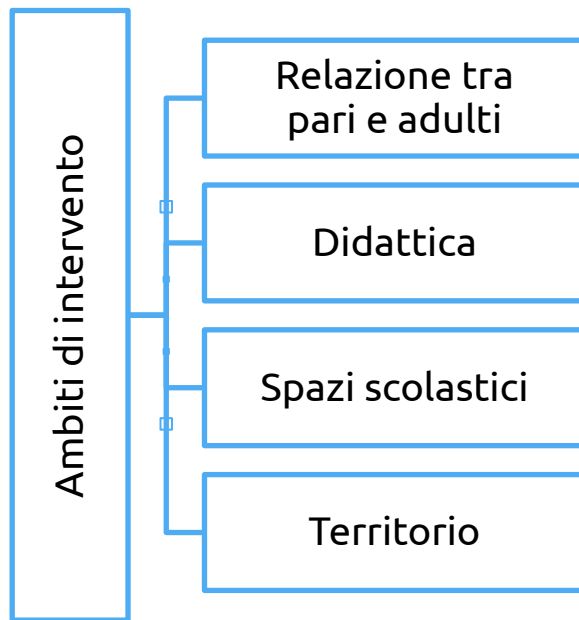 Ambiti di intervento
Relazione tra
pari e adulti
Didattica
Spazi scolastici
Territorio